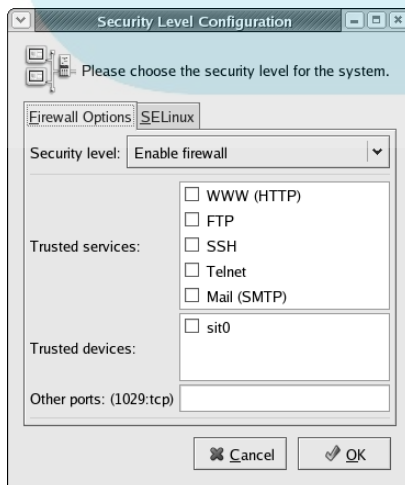 Security Level Configuration
Please choose the security level for the system.
Firewall Options
SELinux
Security level: Enable firewall
Trusted services:
WWW (HTTP)
FTP
SSH
Telnet
Mail (SMTP)
Trusted devices:
sit0
Other ports: (1029:tcp)
Cancel
OK